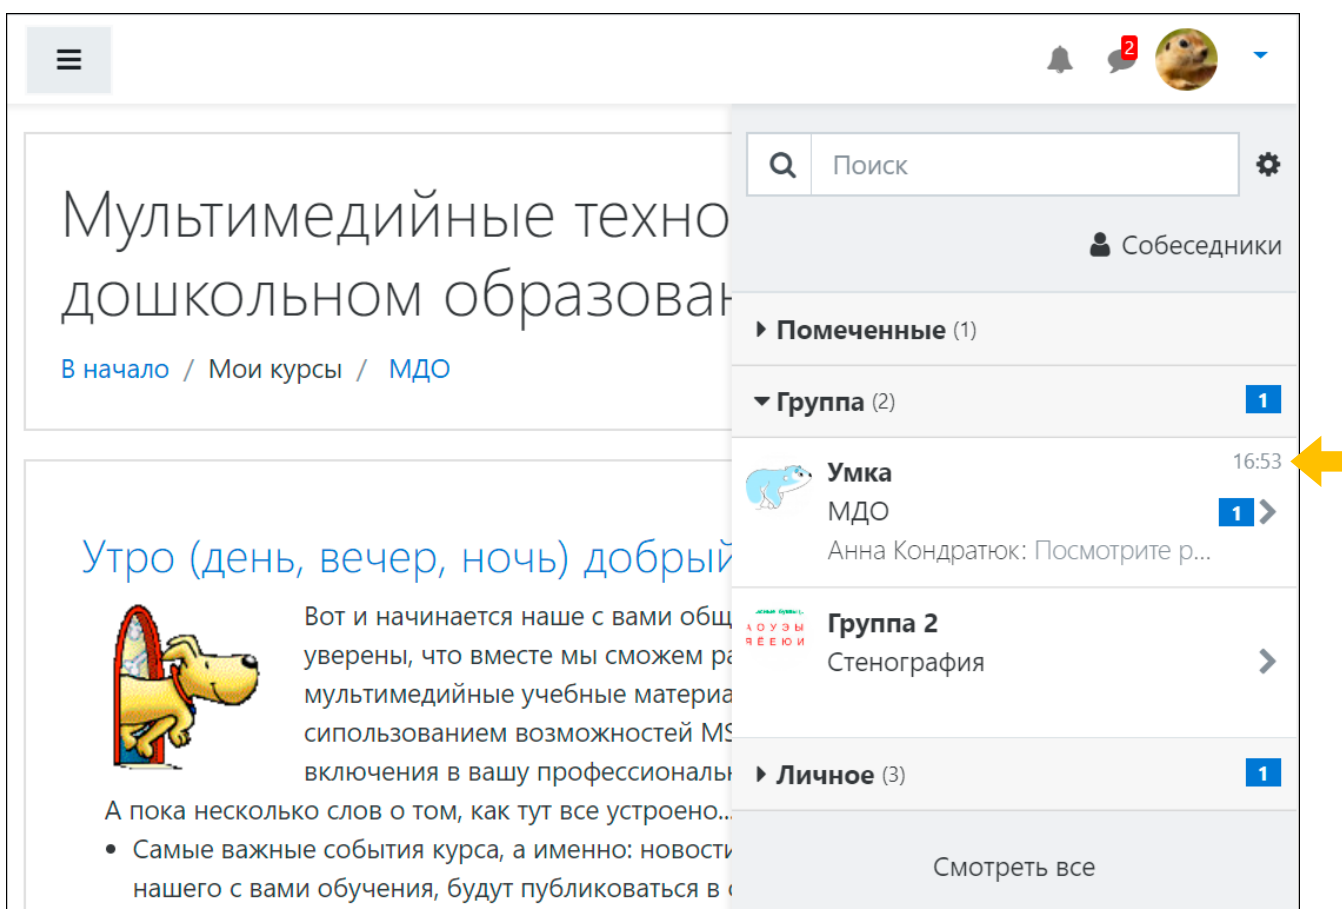 2
Мультимедийные техно
дошкольном образован
В начало / Мои курсы / МДО
Утро (день, вечер, ночь) добрый
Вот и начинается наше с вами общ
уверены, что вместе мы сможем ра
мультимедийные учебные материа
сипользованием возможностей MS
включения в вашу профессиональн
А пока несколько слов о том, как тут все устроено...
• Самые важные события курса, а именно: новости
нашего с вами обучения, будут публиковаться в
Поиск
Собеседники
Помеченные (1)
Группа (2) 1
Умка 16:53
МДО 1
Анна Кондратюк: Посмотрите р...
Группа 2
Стенография
Личное (3) 1
Смотреть все